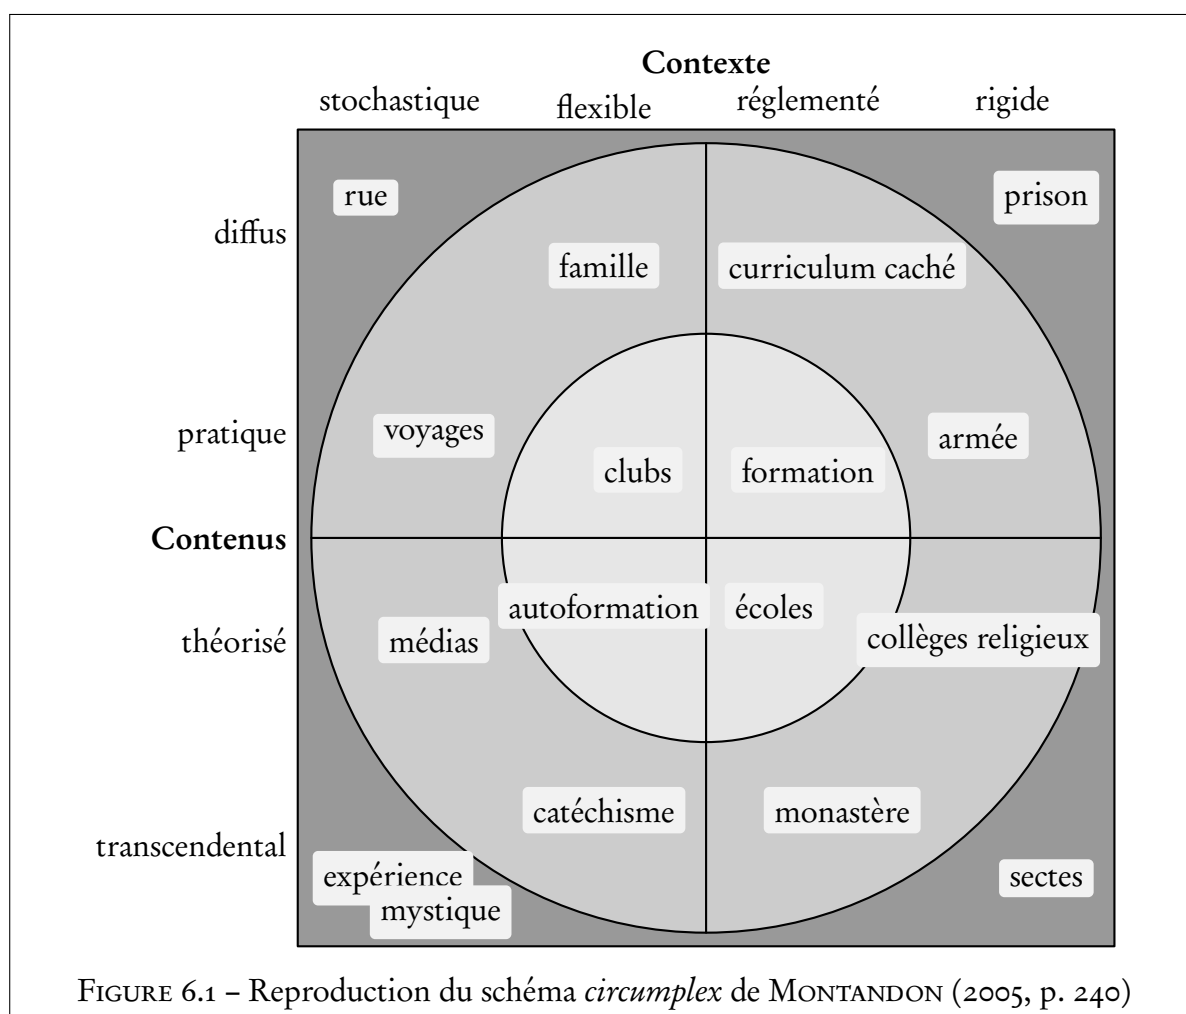 Contexte
stochastique flexible réglementé rigide
rue
prison
diffus
famille
curriculum caché
pratique
voyages
armée
clubs
formation
Contenus
autoformation
écoles
théorisé
médias
collèges religieux
catéchisme
monastère
transcendental
expérience
mystique
sectes
FIGURE 6.1 – Reproduction du schéma circumplex de MONTANDON (2005, p. 240)